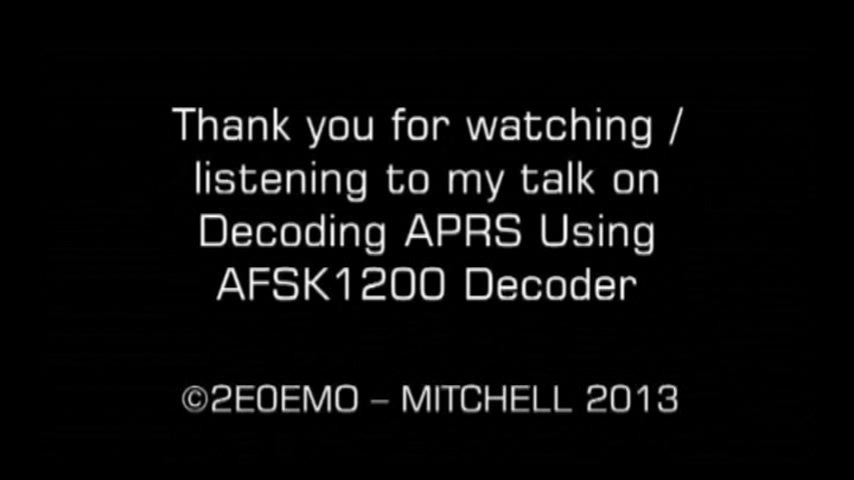 Thank you for watching /
listening to my talk on
Decoding APRS Using
AFSK1200 Decoder
©2E0EMO – MITCHELL 2013